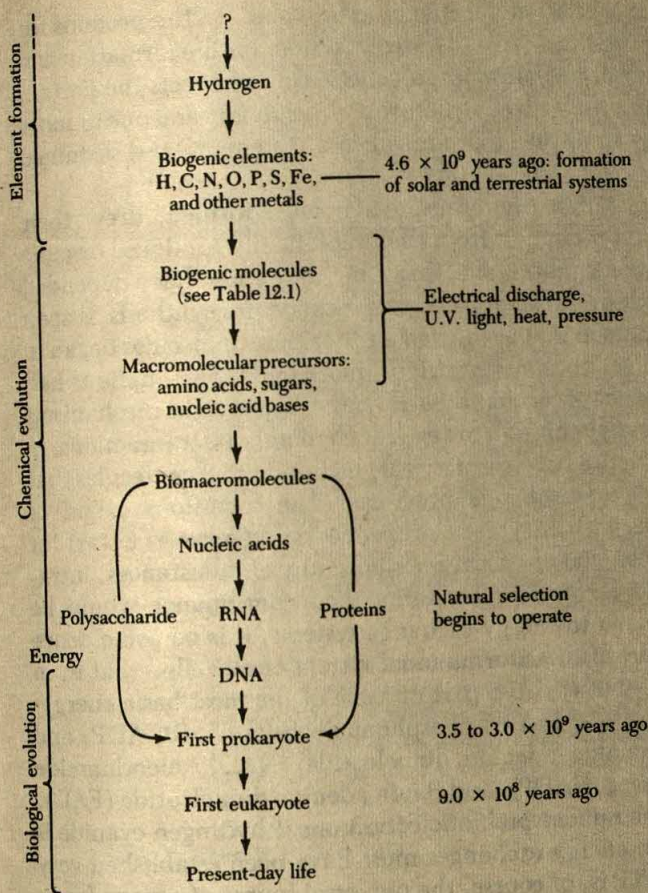 ?
Hydrogen
Element formation
Biogenic elements:
H, C, N, O, P, S, Fe,
and other metals
4.6 × 10⁹ years ago: formation
of solar and terrestrial systems
Biogenic molecules
(see Table 12.1)
Electrical discharge,
U.V. light, heat, pressure
Macromolecular precursors:
amino acids, sugars,
nucleic acid bases
Chemical evolution
Biomacromolecules
Nucleic acids
Polysaccharide
RNA
Proteins
Natural selection
begins to operate
Energy
DNA
First prokaryote
3.5 to 3.0 × 10⁹ years ago
Biological evolution
First eukaryote
9.0 × 10⁸ years ago
Present-day life